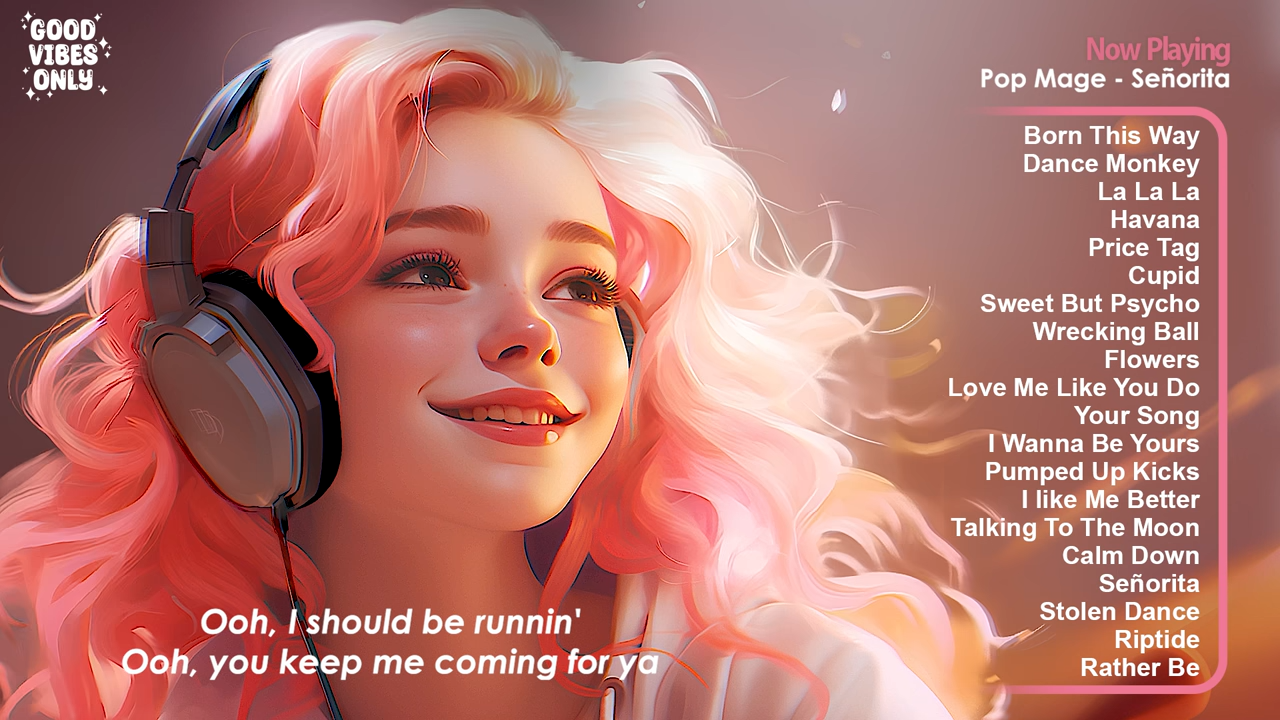 GOOD
VIBES
ONLY
Now Playing
Pop Mage - Señorita
Born This Way
Dance Monkey
La La La
Havana
Price Tag
Cupid
Sweet But Psycho
Wrecking Ball
Flowers
Love Me Like You Do
Your Song
I Wanna Be Yours
Pumped Up Kicks
I like Me Better
Talking To The Moon
Calm Down
Señorita
Stolen Dance
Riptide
Rather Be
Ooh, I should be runnin'
Ooh, you keep me coming for ya